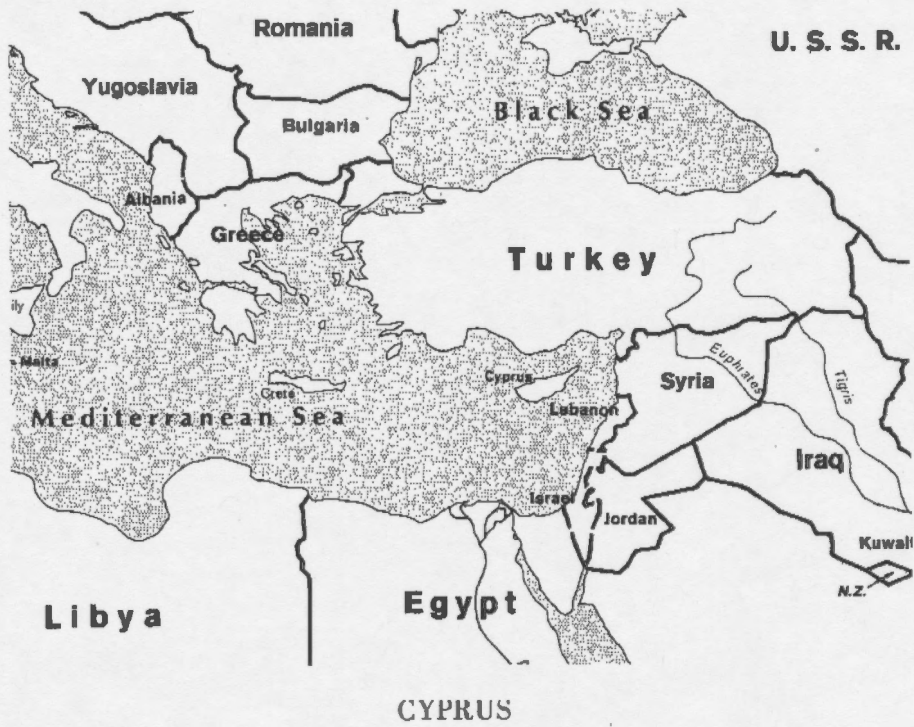 Romania
U. S. S. R.
Yugoslavia
Black Sea
Bulgaria
Albania
Greece
Turkey
ily
Malta
Crete
Cyprus
Euphrates
Syria
Tigris
Lebanon
Mediterranean Sea
Iraq
Israel
Jordan
Kuwait
N.Z.
Libya
Egypt
CYPRUS